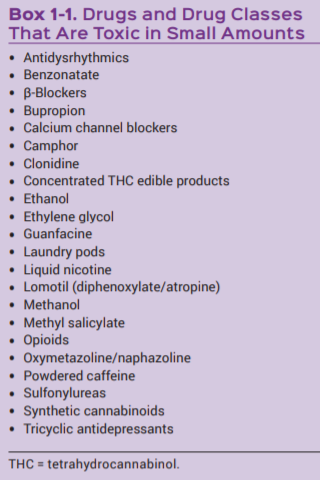 Box 1-1. Drugs and Drug Classes
That Are Toxic in Small Amounts
• Antidysrhythmics
• Benzonatate
• β-Blockers
• Bupropion
• Calcium channel blockers
• Camphor
• Clonidine
• Concentrated THC edible products
• Ethanol
• Ethylene glycol
• Guanfacine
• Laundry pods
• Liquid nicotine
• Lomotil (diphenoxylate/atropine)
• Methanol
• Methyl salicylate
• Opioids
• Oxymetazoline/naphazoline
• Powdered caffeine
• Sulfonylureas
• Synthetic cannabinoids
• Tricyclic antidepressants
THC = tetrahydrocannabinol.